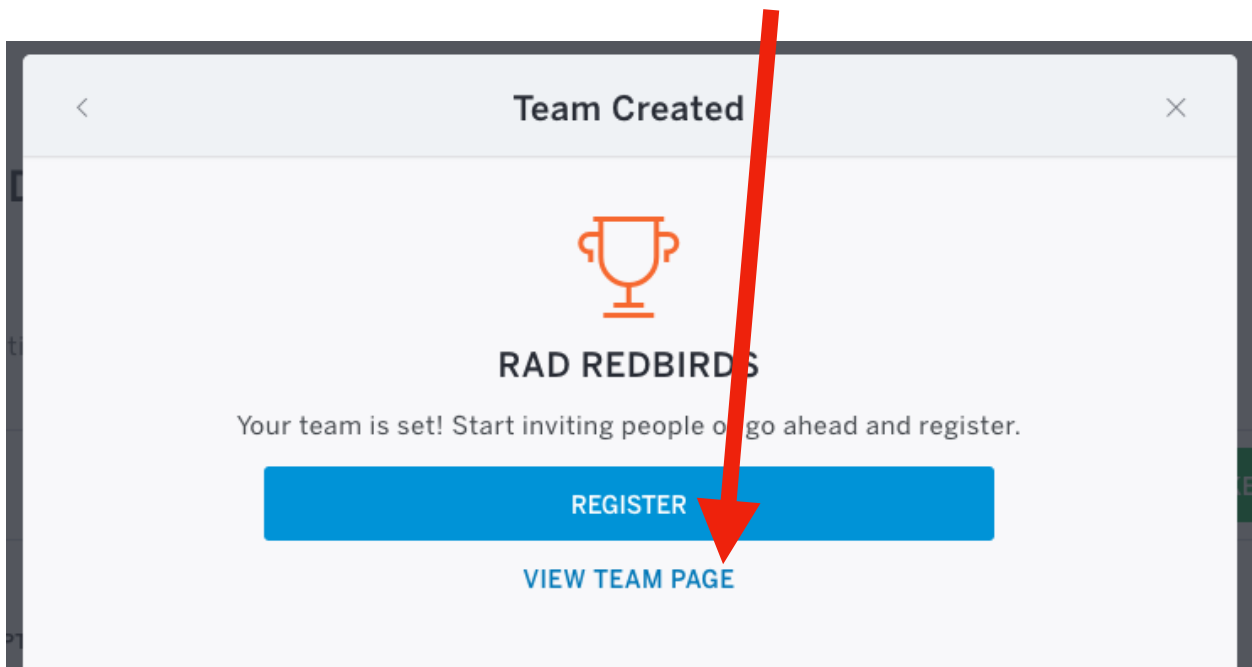 Team Created
RAD REDBIRDS
Your team is set! Start inviting people or go ahead and register.
REGISTER
VIEW TEAM PAGE